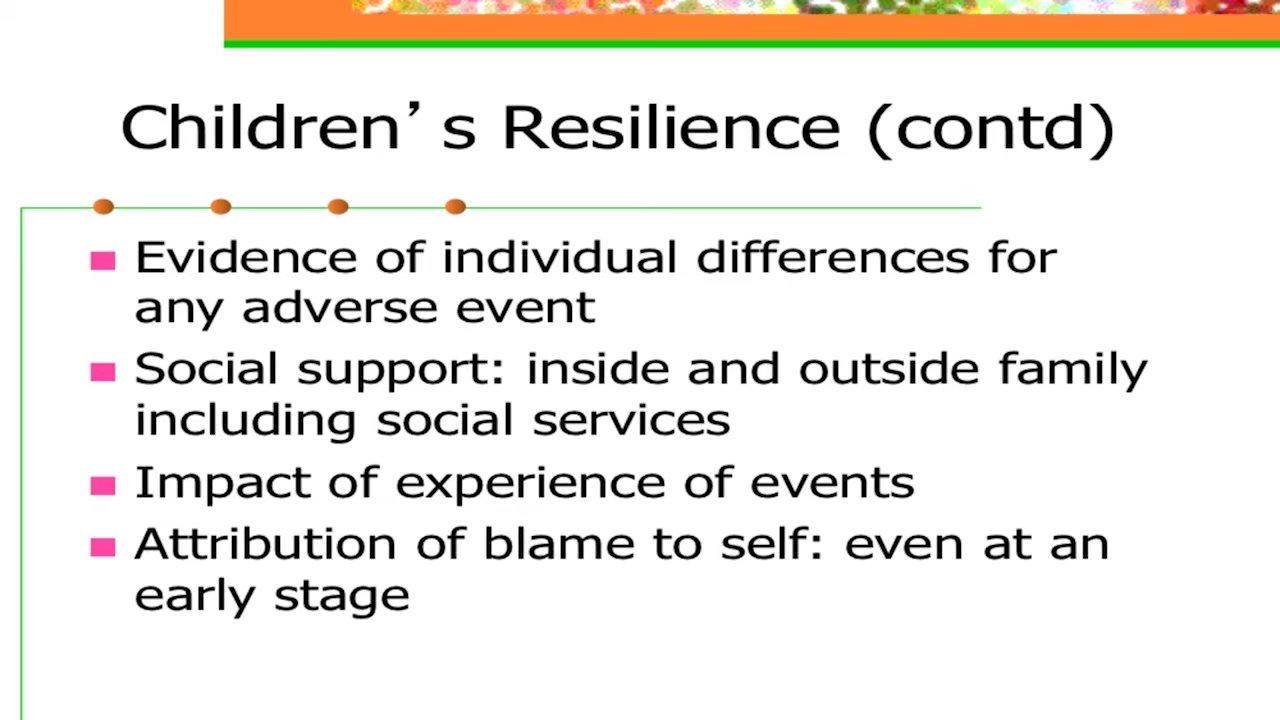 Children’s Resilience (contd)
Evidence of individual differences for
any adverse event
Social support: inside and outside family
including social services
Impact of experience of events
Attribution of blame to self: even at an
early stage